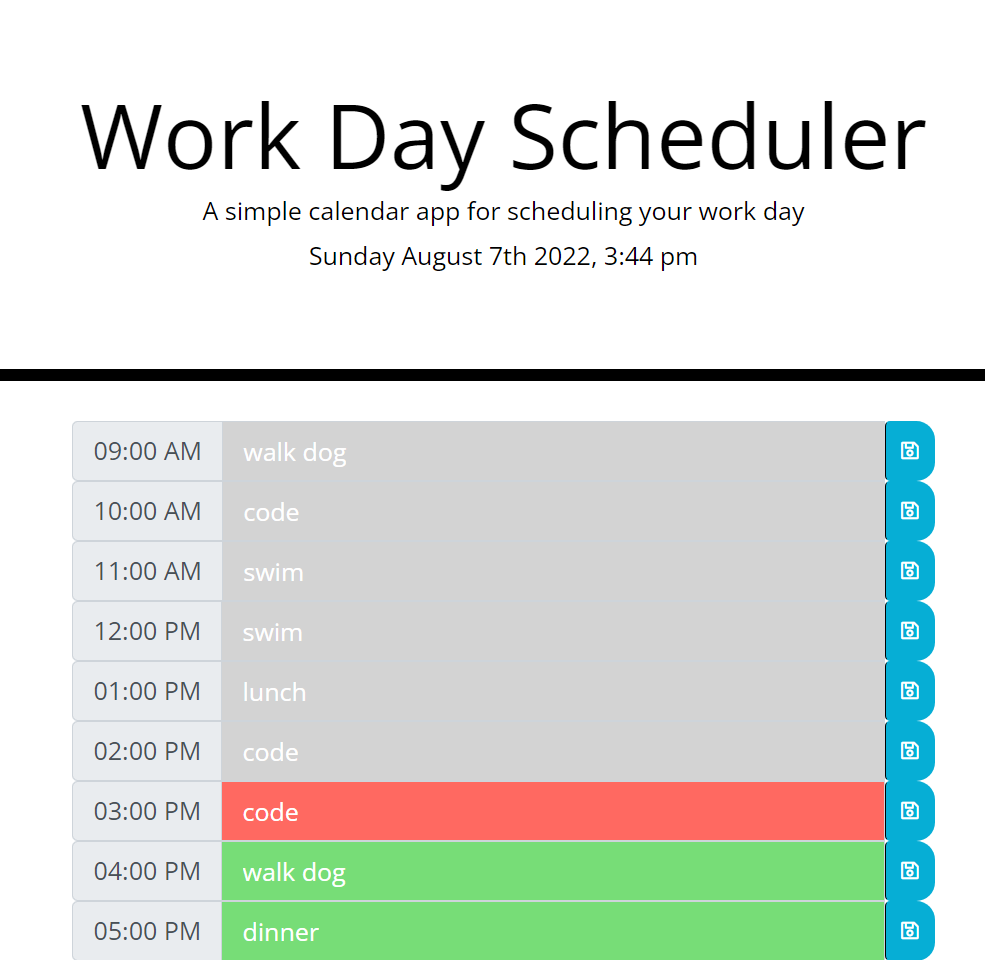 Work Day Scheduler
A simple calendar app for scheduling your work day
Sunday August 7th 2022, 3:44 pm
09:00 AM walk dog
10:00 AM code
11:00 AM swim
12:00 PM swim
01:00 PM lunch
02:00 PM code
03:00 PM code
04:00 PM walk dog
05:00 PM dinner